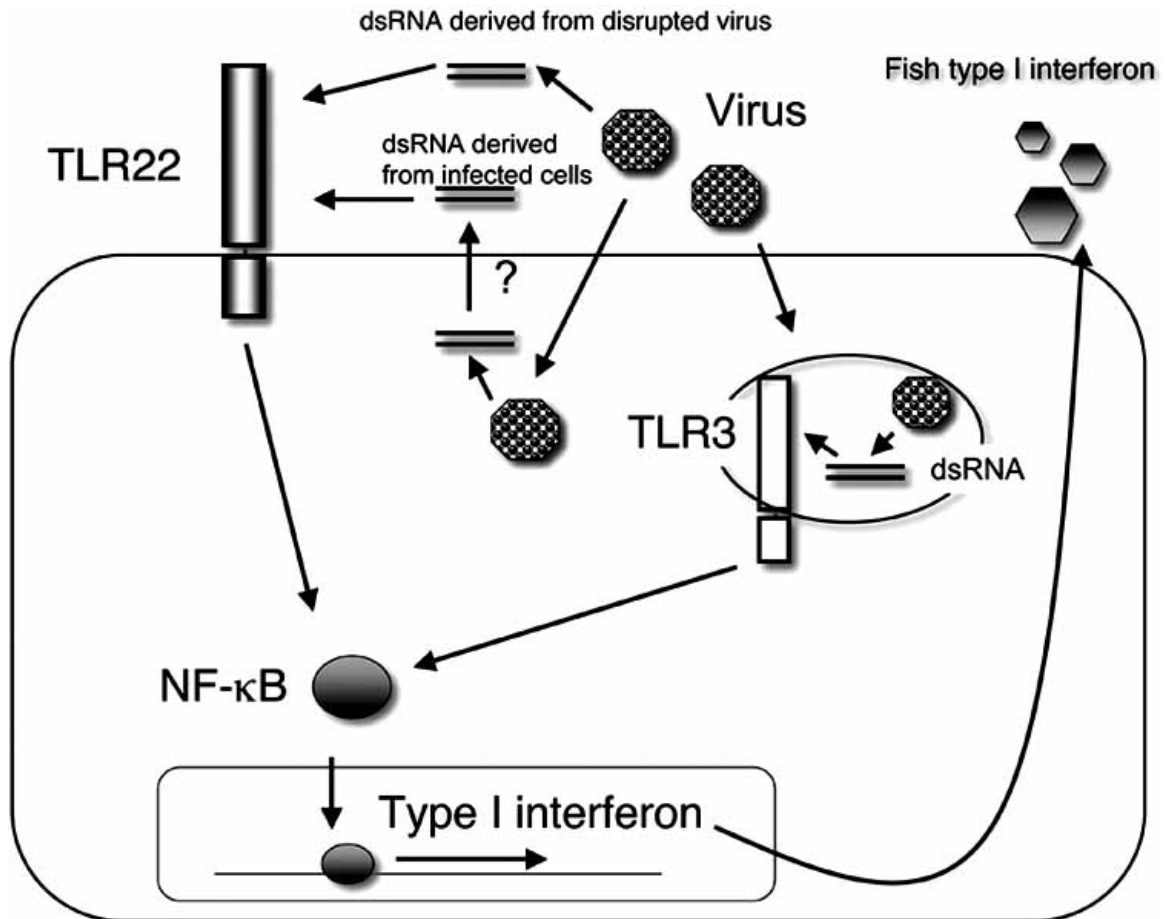 dsRNA derived from disrupted virus
Fish type I interferon
Virus
TLR22
dsRNA derived
from infected cells
?
TLR3
dsRNA
NF-κB
Type I interferon